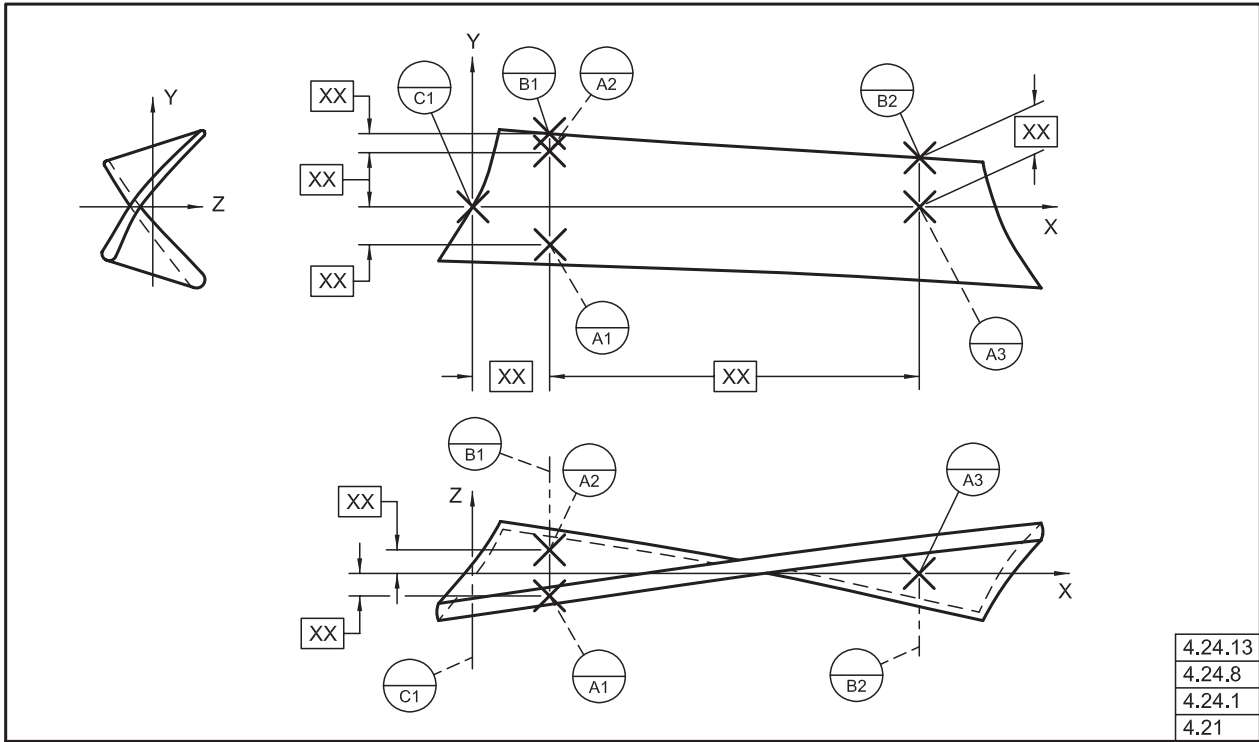 Y
Z
Y
X
C1
B1
A2
B2
XX
XX
XX
XX
A1
A3
XX
XX
B1
A2
A3
Z
X
XX
XX
C1
A1
B2
4.24.13
4.24.8
4.24.1
4.21